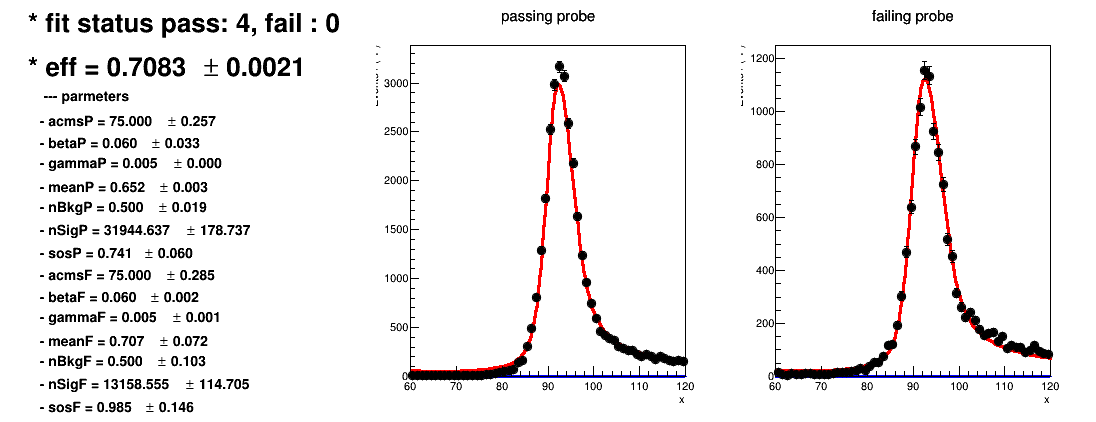 * fit status pass: 4, fail : 0
* eff = 0.7083 ± 0.0021
--- parmeters
- acmsP = 75.000 ± 0.257
- betaP = 0.060 ± 0.033
- gammaP = 0.005 ± 0.000
- meanP = 0.652 ± 0.003
- nBkgP = 0.500 ± 0.019
- nSigP = 31944.637 ± 178.737
- sosP = 0.741 ± 0.060
- acmsF = 75.000 ± 0.285
- betaF = 0.060 ± 0.002
- gammaF = 0.005 ± 0.001
- meanF = 0.707 ± 0.072
- nBkgF = 0.500 ± 0.103
- nSigF = 13158.555 ± 114.705
- sosF = 0.985 ± 0.146
passing probe
3000
2500
2000
1500
1000
500
0
60 70 80 90 100 110 120
x
failing probe
1200
1000
800
600
400
200
0
60 70 80 90 100 110 120
x